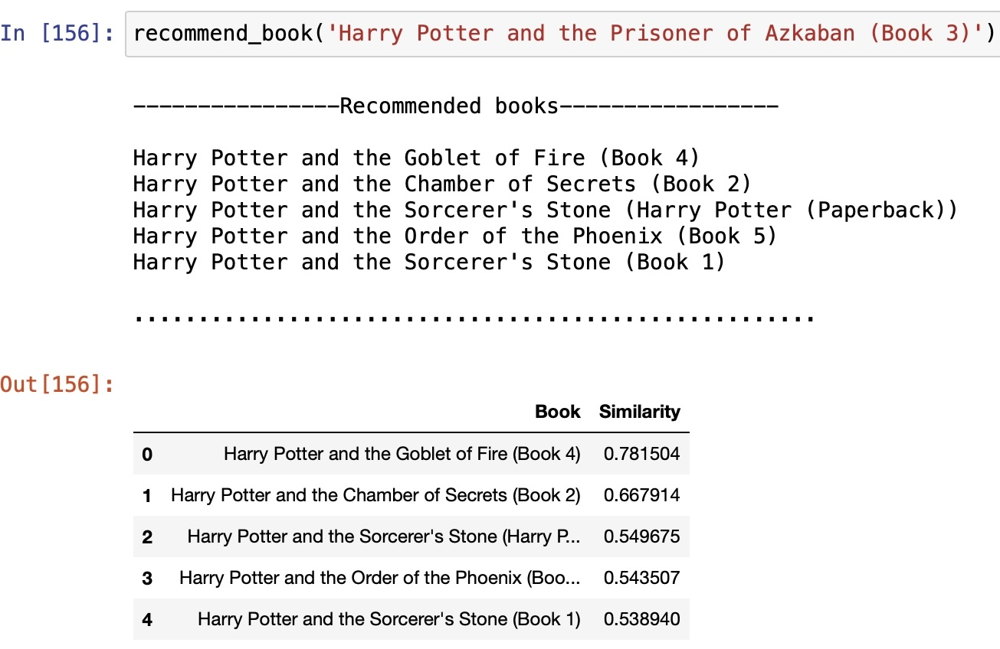 In [156]: recommend_book('Harry Potter and the Prisoner of Azkaban (Book 3)')
----------------Recommended books-----------------
Harry Potter and the Goblet of Fire (Book 4)
Harry Potter and the Chamber of Secrets (Book 2)
Harry Potter and the Sorcerer's Stone (Harry Potter (Paperback))
Harry Potter and the Order of the Phoenix (Book 5)
Harry Potter and the Sorcerer's Stone (Book 1)
.....................................................
Out[156]:
Book Similarity
0 Harry Potter and the Goblet of Fire (Book 4) 0.781504
1 Harry Potter and the Chamber of Secrets (Book 2) 0.667914
2 Harry Potter and the Sorcerer's Stone (Harry P... 0.549675
3 Harry Potter and the Order of the Phoenix (Boo... 0.543507
4 Harry Potter and the Sorcerer's Stone (Book 1) 0.538940